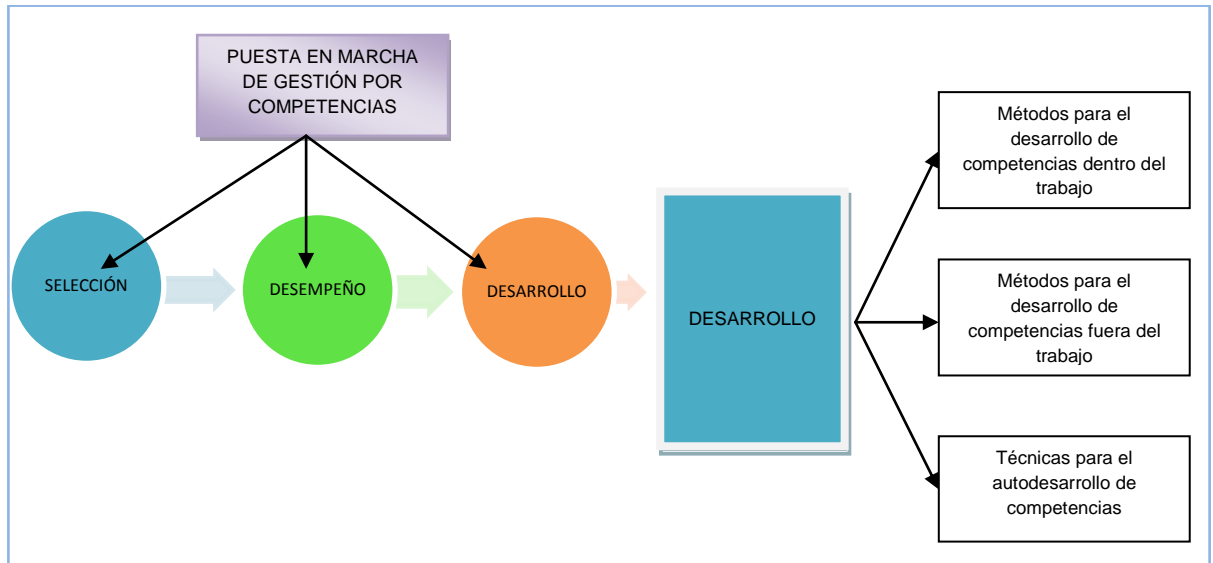 PUESTA EN MARCHA
DE GESTIÓN POR
COMPETENCIAS
SELECCIÓN
DESEMPEÑO
DESARROLLO
DESARROLLO
Métodos para el
desarrollo de
competencias dentro del
trabajo
Métodos para el
desarrollo de
competencias fuera del
trabajo
Técnicas para el
autodesarrollo de
competencias